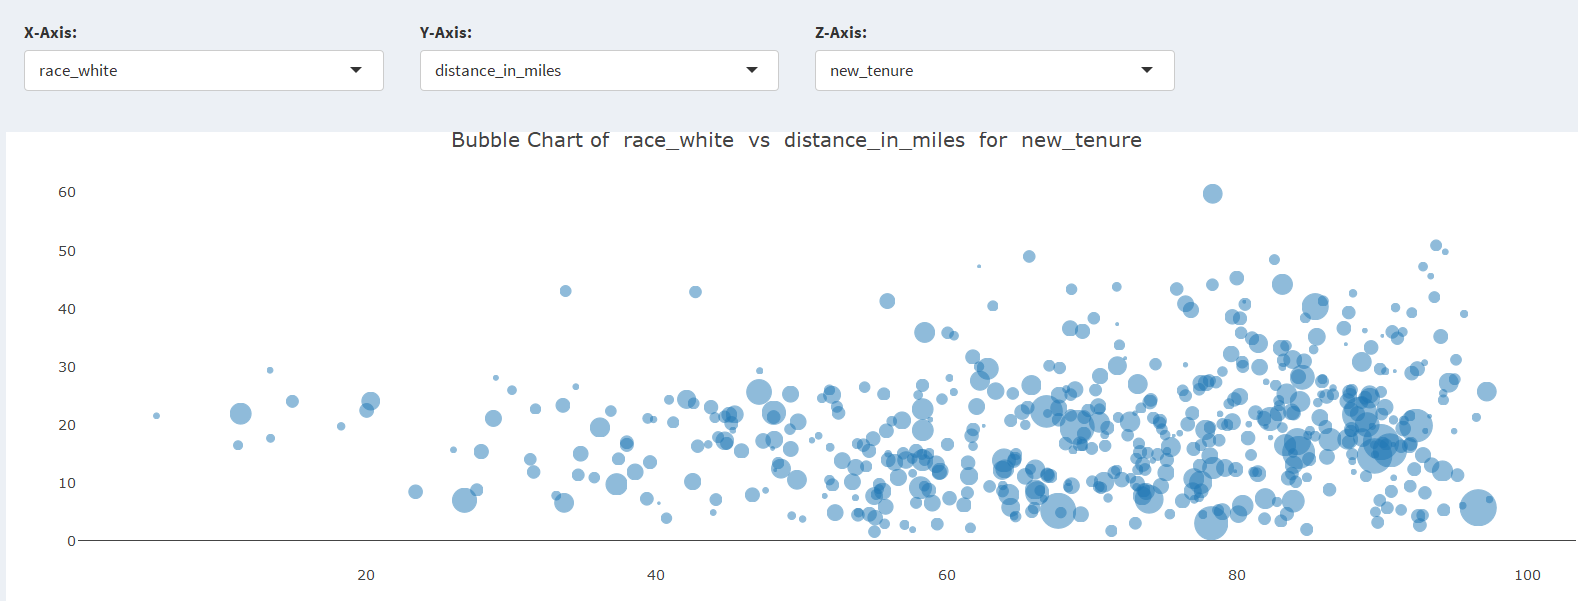 X-Axis: Y-Axis: Z-Axis:
race_white distance_in_miles new_tenure
Bubble Chart of race_white vs distance_in_miles for new_tenure
60
50
40
30
20
10
0
20 40 60 80 100